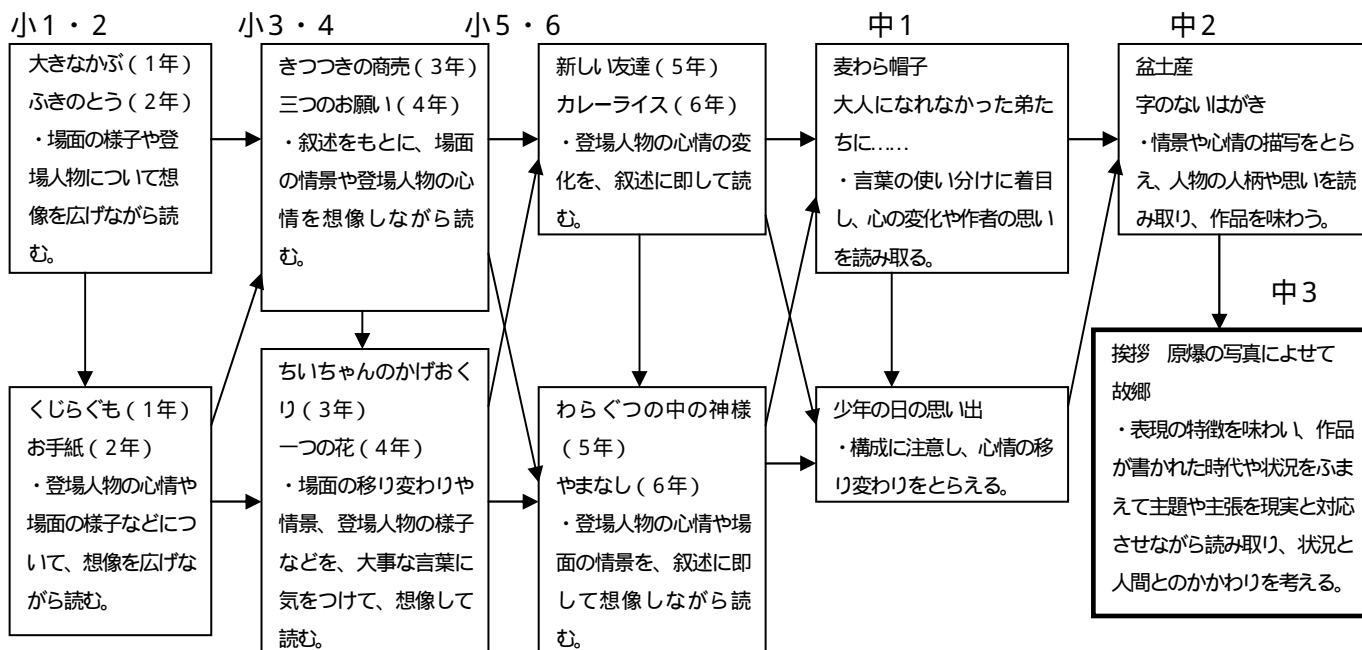 小1・2
小3・4
小5・6
中1
中2
大きなかぶ(1年)
ふきのとう(2年)
・場面の様子や登
場人物について想
像を広げながら読
む。
きつつきの商売(3年)
三つのお願い(4年)
・叙述をもとに、場面
の情景や登場人物の心
情を想像しながら読
む。
新しい友達(5年)
カレーライス(6年)
・登場人物の心情の変
化を、叙述に即して読
む。
麦わら帽子
大人になれなかった弟た
ちに……
・言葉の使い分けに着目
し、心の変化や作者の思い
を読み取る。
盆土産
字のないはがき
・情景や心情の描写をとら
え、人物の人柄や思いを読
み取り、作品を味わう。
中3
くじらぐも(1年)
お手紙(2年)
・登場人物の心情や
場面の様子などにつ
いて、想像を広げな
がら読む。
ちいちゃんのかげおく
り(3年)
一つの花(4年)
・場面の移り変わりや
情景、登場人物の様子
などを、大事な言葉に
気をつけて、想像して
読む。
わらぐつの中の神様
(5年)
やまなし(6年)
・登場人物の心情や場
面の情景を、叙述に即
して想像しながら読
む。
少年の日の思い出
・構成に注意し、心情の移
り変わりをとらえる。
挨拶 原爆の写真によせて
故郷
・表現の特徴を味わい、作品
が書かれた時代や状況をふま
えて主題や主張を現実と対応
させながら読み取り、状況と
人間とのかかわりを考える。